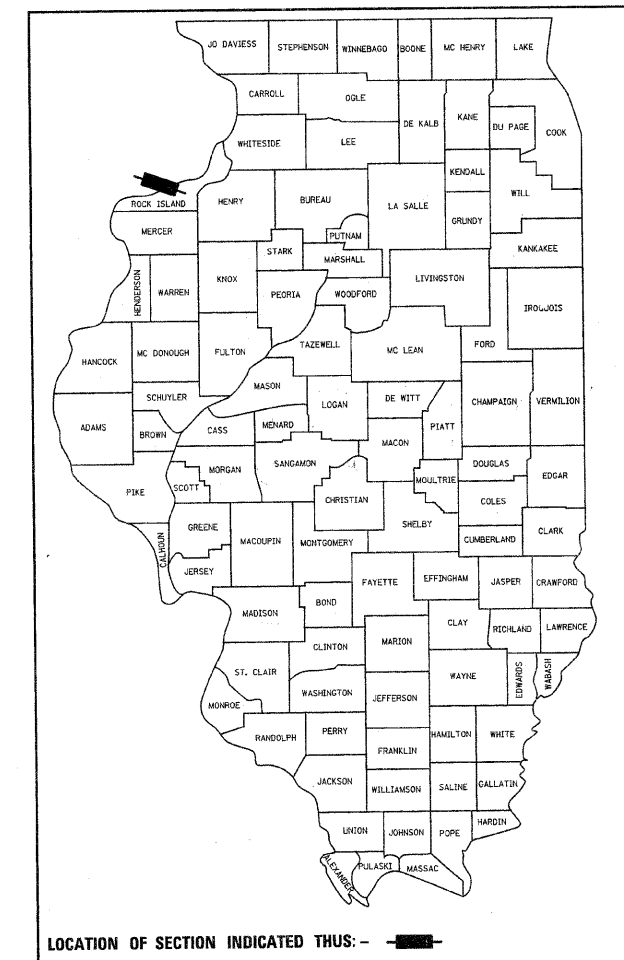 JO DAVIESS STEPHENSON WINNEBAGO BOONE MC HENRY LAKE
CARROLL OGLE
DE KALB KANE DU PAGE COOK
WHITESIDE LEE
KENDALL
WILL
ROCK ISLAND HENRY BUREAU LA SALLE
GRUNDY
MERCER PUTNAM
STARK MARSHALL KANKAKEE
HENDERSON WARREN KNOX PEORIA WOODFORD LIVINGSTON
IROQUOIS
HANCOCK MC DONOUGH FULTON TAZEWELL MC LEAN FORD
MASON
SCHUYLER LOGAN DE WITT CHAMPAIGN VERMILION
ADAMS BROWN CASS MENARD PIATT
MACON
MORGAN SANGAMON DOUGLAS EDGAR
PIKE SCOTT CHRISTIAN MOULTRIE
COLES
GREENE MACOUPIN MONTGOMERY SHELBY
CALHOUN CUMBERLAND CLARK
JERSEY
FAYETTE EFFINGHAM JASPER CRAWFORD
MADISON BOND
CLAY RICHLAND LAWRENCE
CLINTON MARION
ST. CLAIR WAYNE EDWARDS WABASH
WASHINGTON JEFFERSON
MONROE
RANDOLPH PERRY HAMILTON WHITE
FRANKLIN
JACKSON WILLIAMSON SALINE GALLATIN
UNION JOHNSON POPE HARDIN
ALEXANDER PULASKI MASSAC
LOCATION OF SECTION INDICATED THUS: -